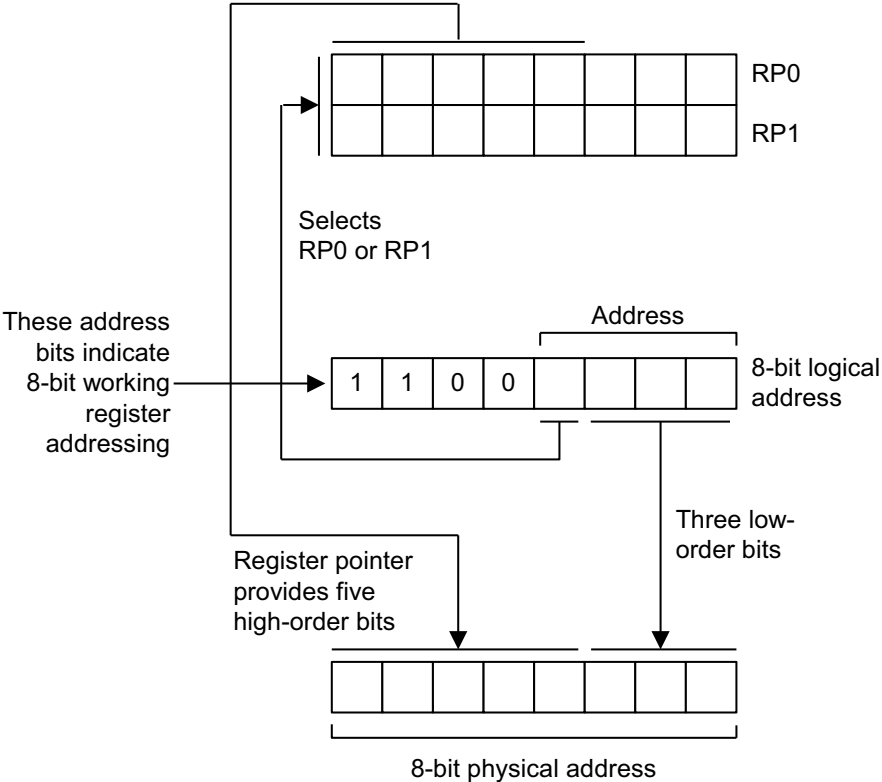 RP0
RP1
Selects
RP0 or RP1
These address
bits indicate
8-bit working
register
addressing
Address
1 1 0 0
8-bit logical
address
Three low-
order bits
Register pointer
provides five
high-order bits
8-bit physical address